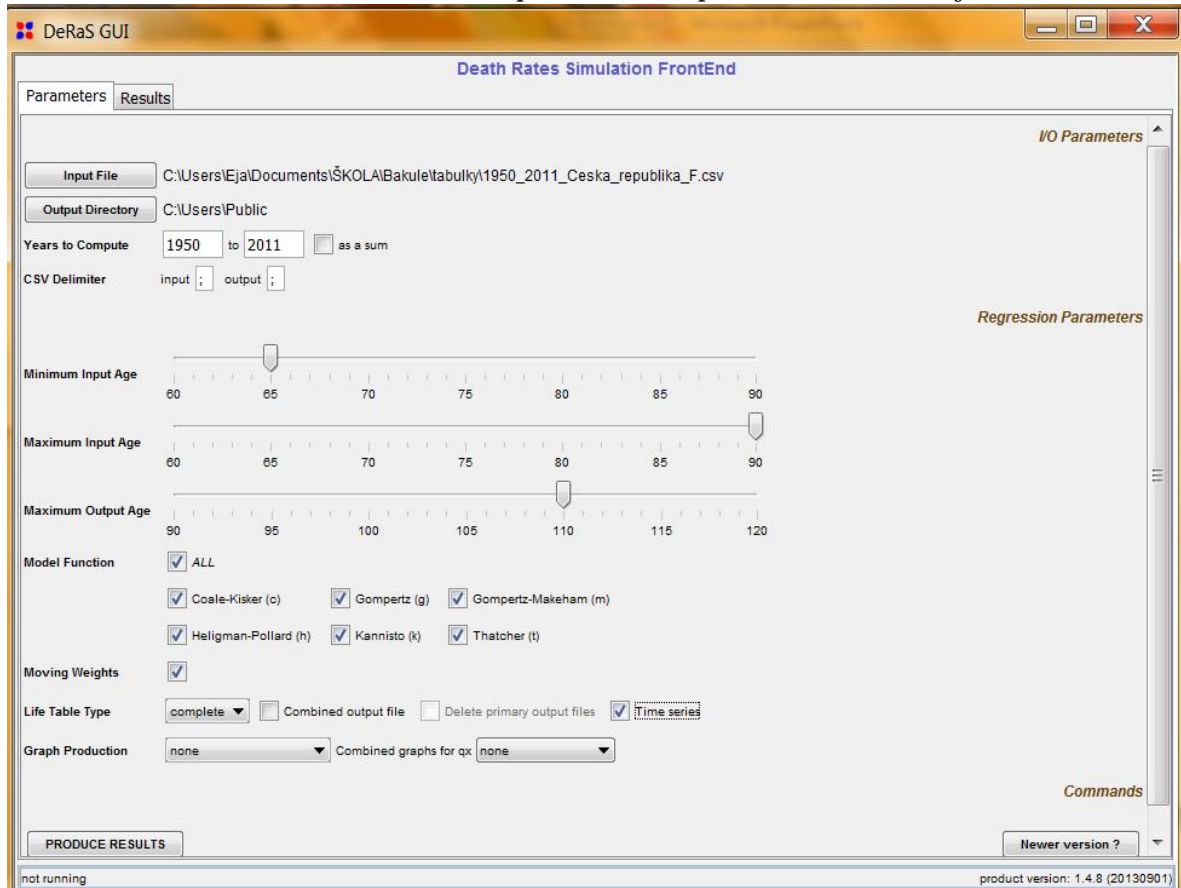 DeRaS GUI
Death Rates Simulation FrontEnd
Parameters Results
I/O Parameters
Input File C:\Users\Eja\Documents\ŠKOLA\Bakule\tabulky\1950_2011_Ceska_republika_F.csv
Output Directory C:\Users\Public
Years to Compute 1950 to 2011 as a sum
CSV Delimiter input ; output ;
Regression Parameters
Minimum Input Age
60 65 70 75 80 85 90
Maximum Input Age
60 65 70 75 80 85 90
Maximum Output Age
90 95 100 105 110 115 120
Model Function ALL
Coale-Kisker (c) Gompertz (g) Gompertz-Makeham (m)
Heligman-Pollard (h) Kannisto (k) Thatcher (t)
Moving Weights
Life Table Type complete Combined output file Delete primary output files Time series
Graph Production none Combined graphs for qx none
Commands
PRODUCE RESULTS Newer version ?
not running product version: 1.4.8 (20130901)